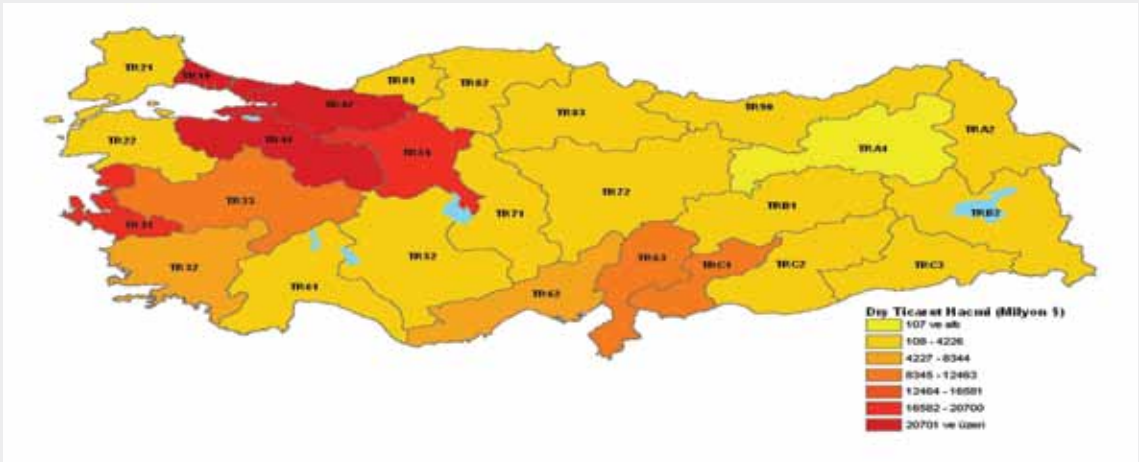 TR21
TR10
TR81
TR82
TR42
TR83
TR90
TRA2
TR22
TR41
TR51
TRA1
TR33
TR72
TRB1
TRB2
TR31
TR71
TR52
TR63
TRC1
TRC2
TRC3
TR32
TR61
TR62
Dış Ticaret Hacmi (Milyon $)
107 ve altı
108 - 4226
4227 - 8344
8345 - 12463
12464 - 16581
16582 - 20700
20701 ve üzeri